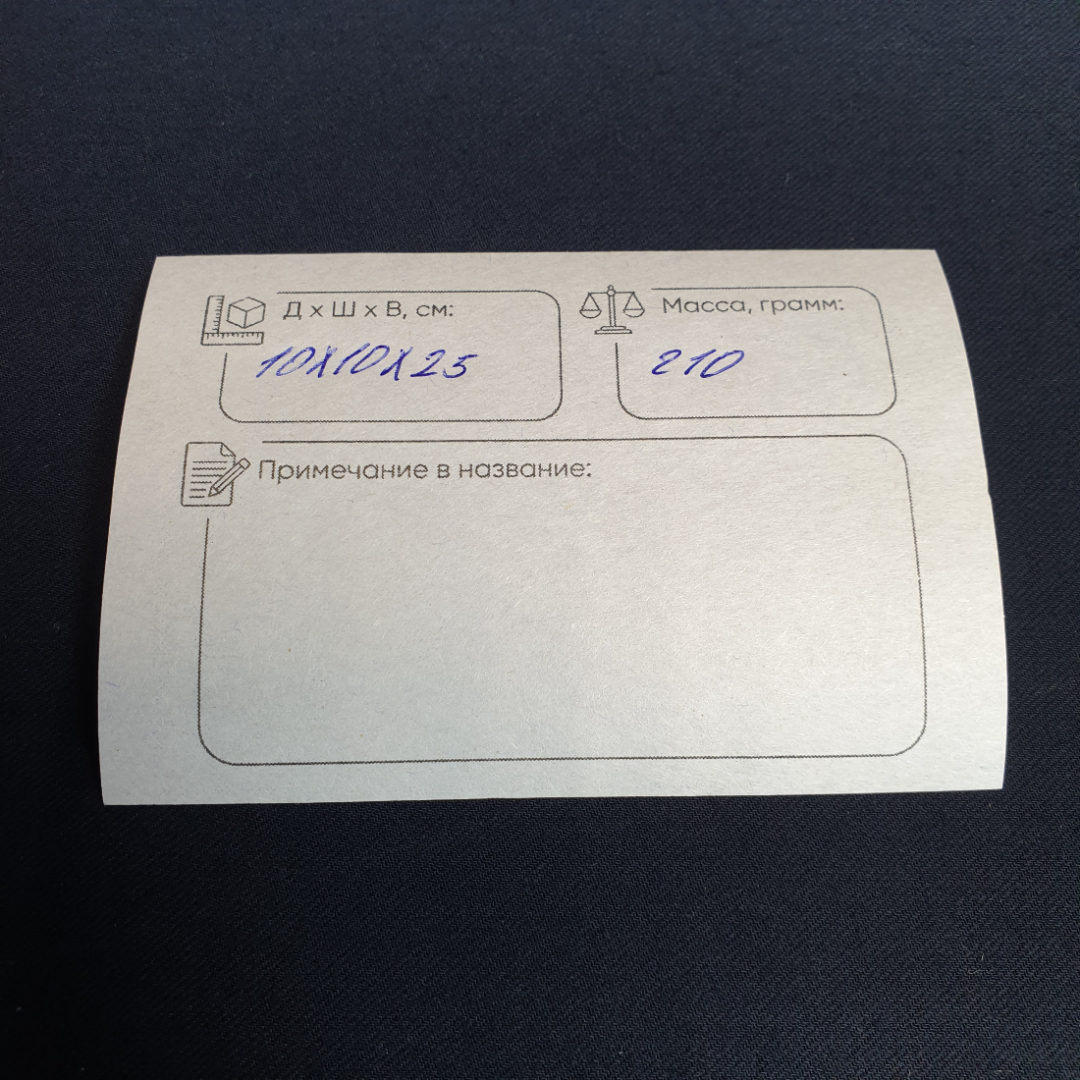 Д х Ш х В, см:
10х10х25
Масса, грамм:
210
Примечание в название: